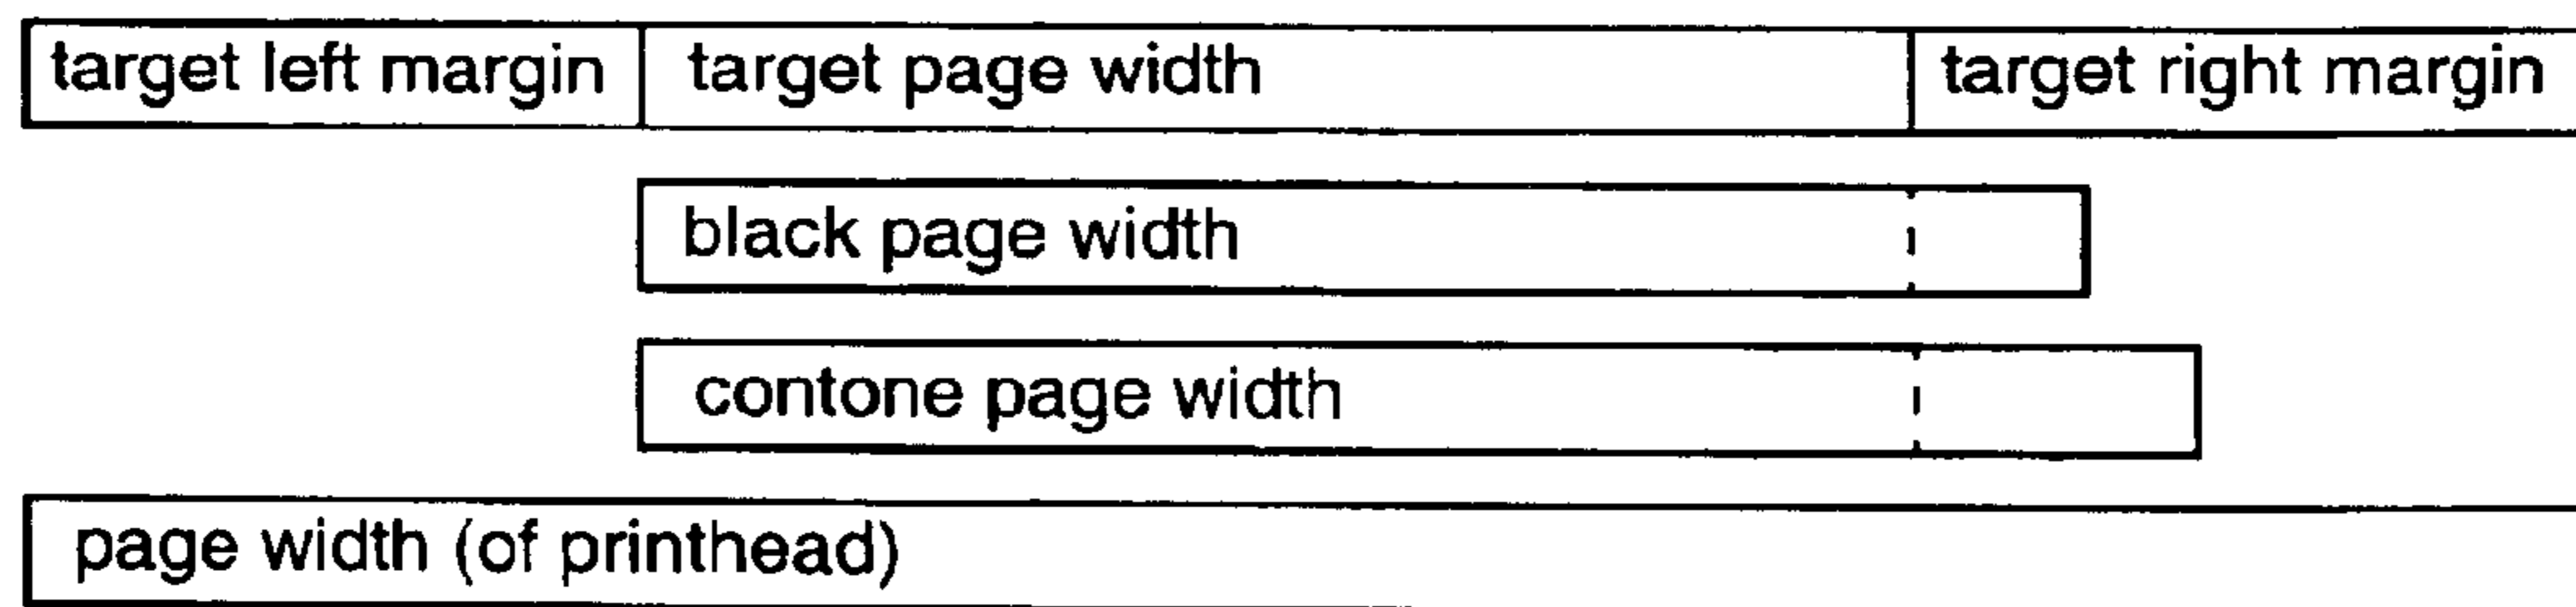 target left margin target page width target right margin
black page width
contone page width
page width (of printhead)